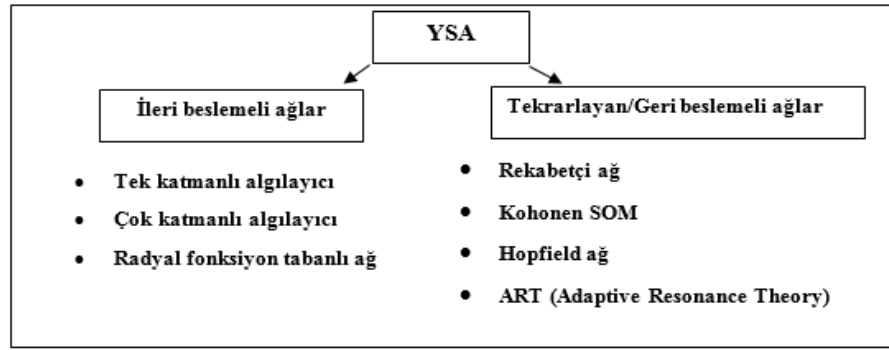 YSA
İleri beslemeli ağlar
Tekrarlayan/Geri beslemeli ağlar
• Tek katmanlı algılayıcı
• Çok katmanlı algılayıcı
• Radyal fonksiyon tabanlı ağ
• Rekabetçi ağ
• Kohonen SOM
• Hopfield ağ
• ART (Adaptive Resonance Theory)